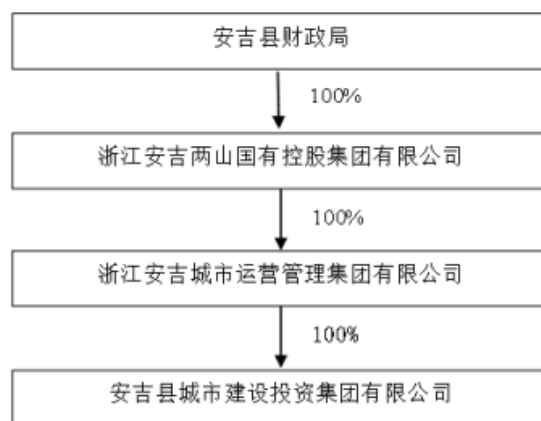 安吉县财政局
100%
浙江安吉两山国有控股集团有限公司
100%
浙江安吉城市运营管理集团有限公司
100%
安吉县城市建设投资集团有限公司